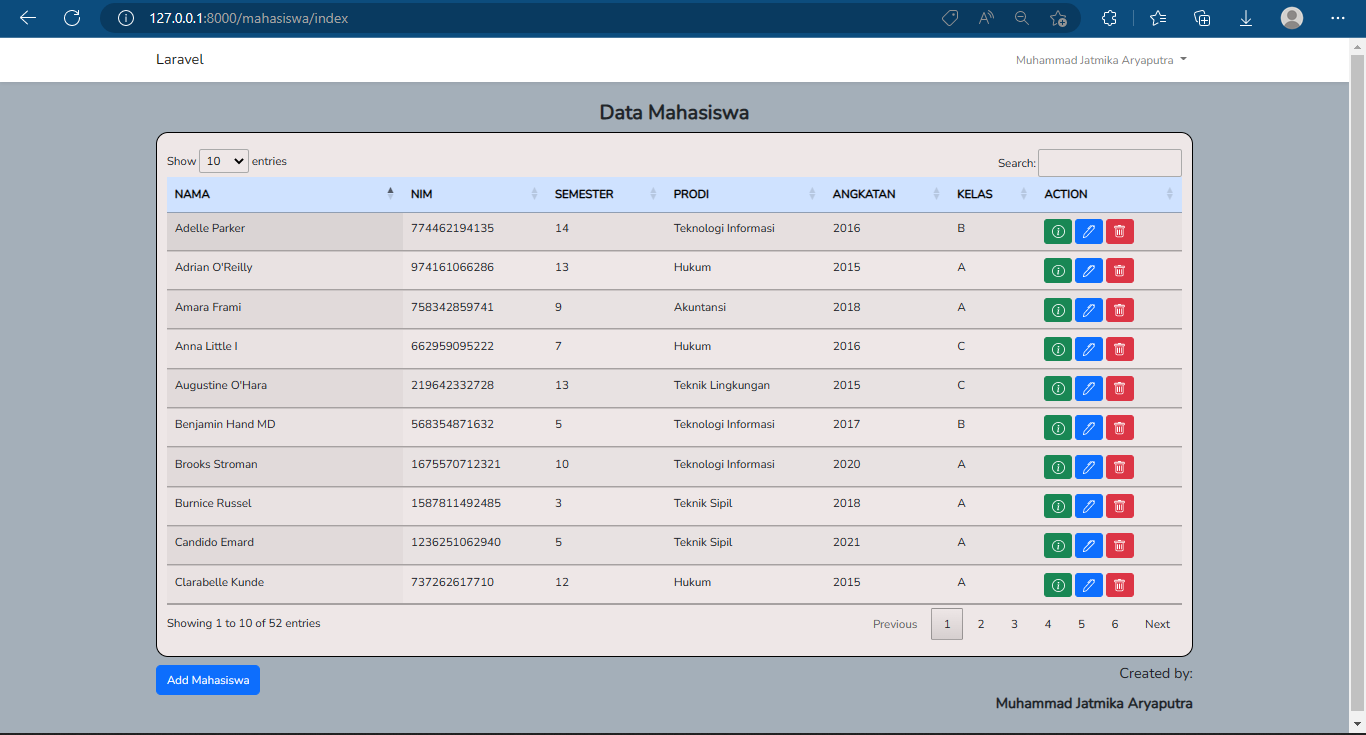 127.0.0.1:8000/mahasiswa/index
Laravel Muhammad Jatmika Aryaputra
Data Mahasiswa
Show 10 entries Search:
NAMA NIM SEMESTER PRODI ANGKATAN KELAS ACTION
Adelle Parker 774462194135 14 Teknologi Informasi 2016 B
Adrian O'Reilly 974161066286 13 Hukum 2015 A
Amara Frami 758342859741 9 Akuntansi 2018 A
Anna Little I 662959095222 7 Hukum 2016 C
Augustine O'Hara 219642332728 13 Teknik Lingkungan 2015 C
Benjamin Hand MD 568354871632 5 Teknologi Informasi 2017 B
Brooks Stroman 1675570712321 10 Teknologi Informasi 2020 A
Burnice Russel 1587811492485 3 Teknik Sipil 2018 A
Candido Emard 1236251062940 5 Teknik Sipil 2021 A
Clarabelle Kunde 737262617710 12 Hukum 2015 A
Showing 1 to 10 of 52 entries Previous 1 2 3 4 5 6 Next
Add Mahasiswa Created by:
Muhammad Jatmika Aryaputra